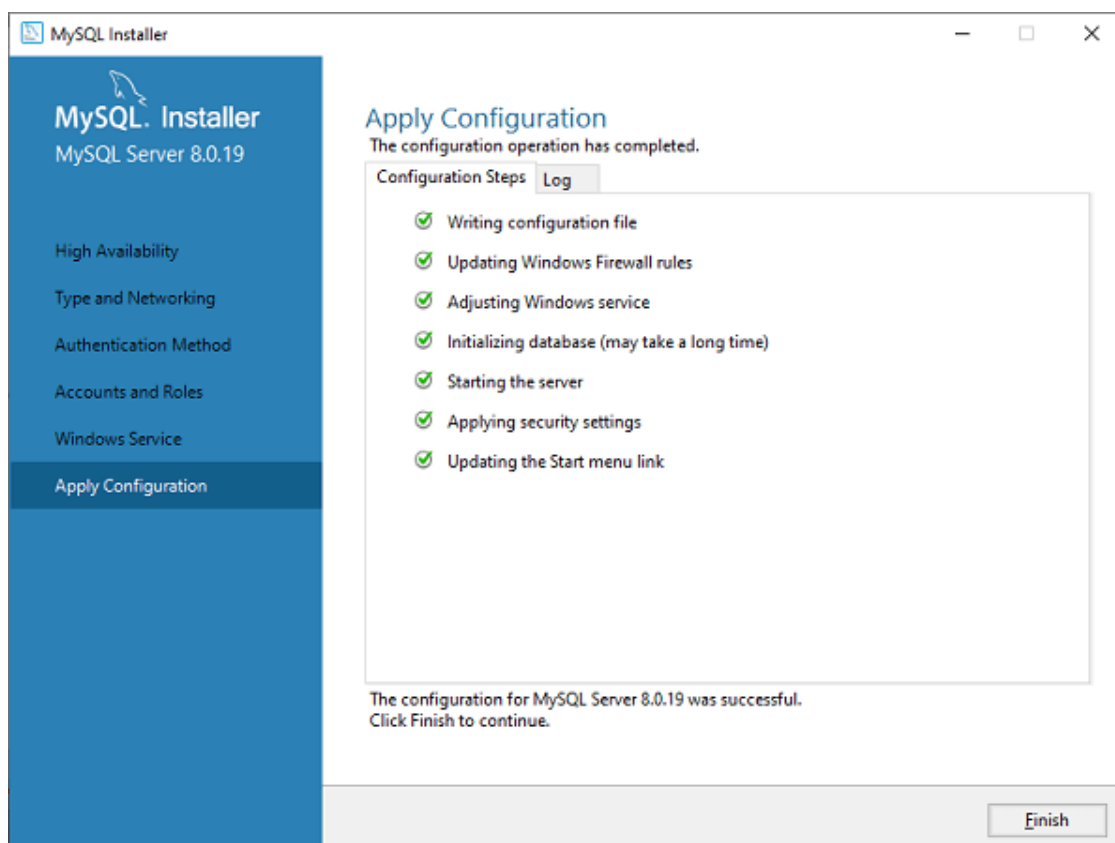 MySQL Installer
MySQL. Installer
MySQL Server 8.0.19
High Availability
Type and Networking
Authentication Method
Accounts and Roles
Windows Service
Apply Configuration
Apply Configuration
The configuration operation has completed.
Configuration Steps Log
Writing configuration file
Updating Windows Firewall rules
Adjusting Windows service
Initializing database (may take a long time)
Starting the server
Applying security settings
Updating the Start menu link
The configuration for MySQL Server 8.0.19 was successful.
Click Finish to continue.
Finish